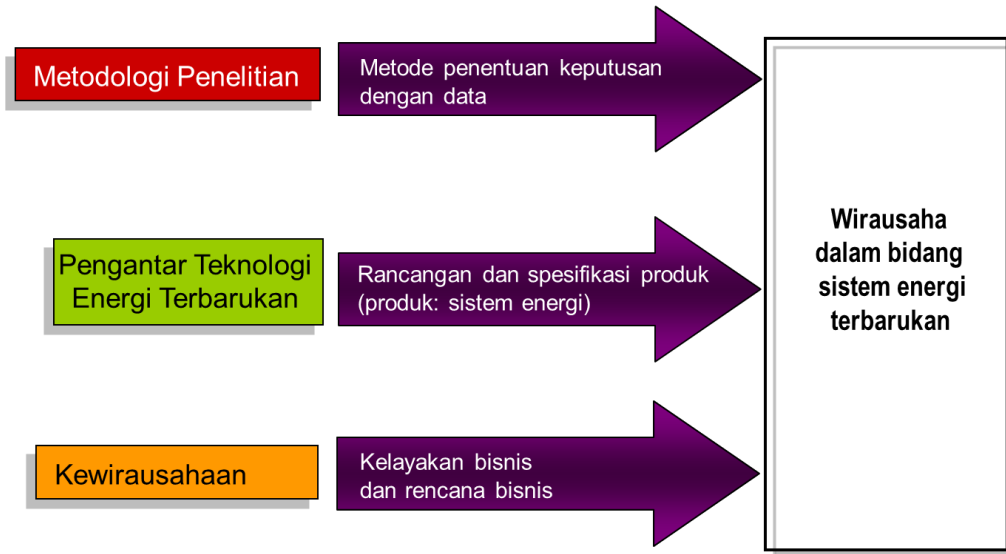 Metodologi Penelitian
Metode penentuan keputusan
dengan data
Pengantar Teknologi
Energi Terbarukan
Rancangan dan spesifikasi produk
(produk: sistem energi)
Kewirausahaan
Kelayakan bisnis
dan rencana bisnis
Wirausaha
dalam bidang
sistem energi
terbarukan